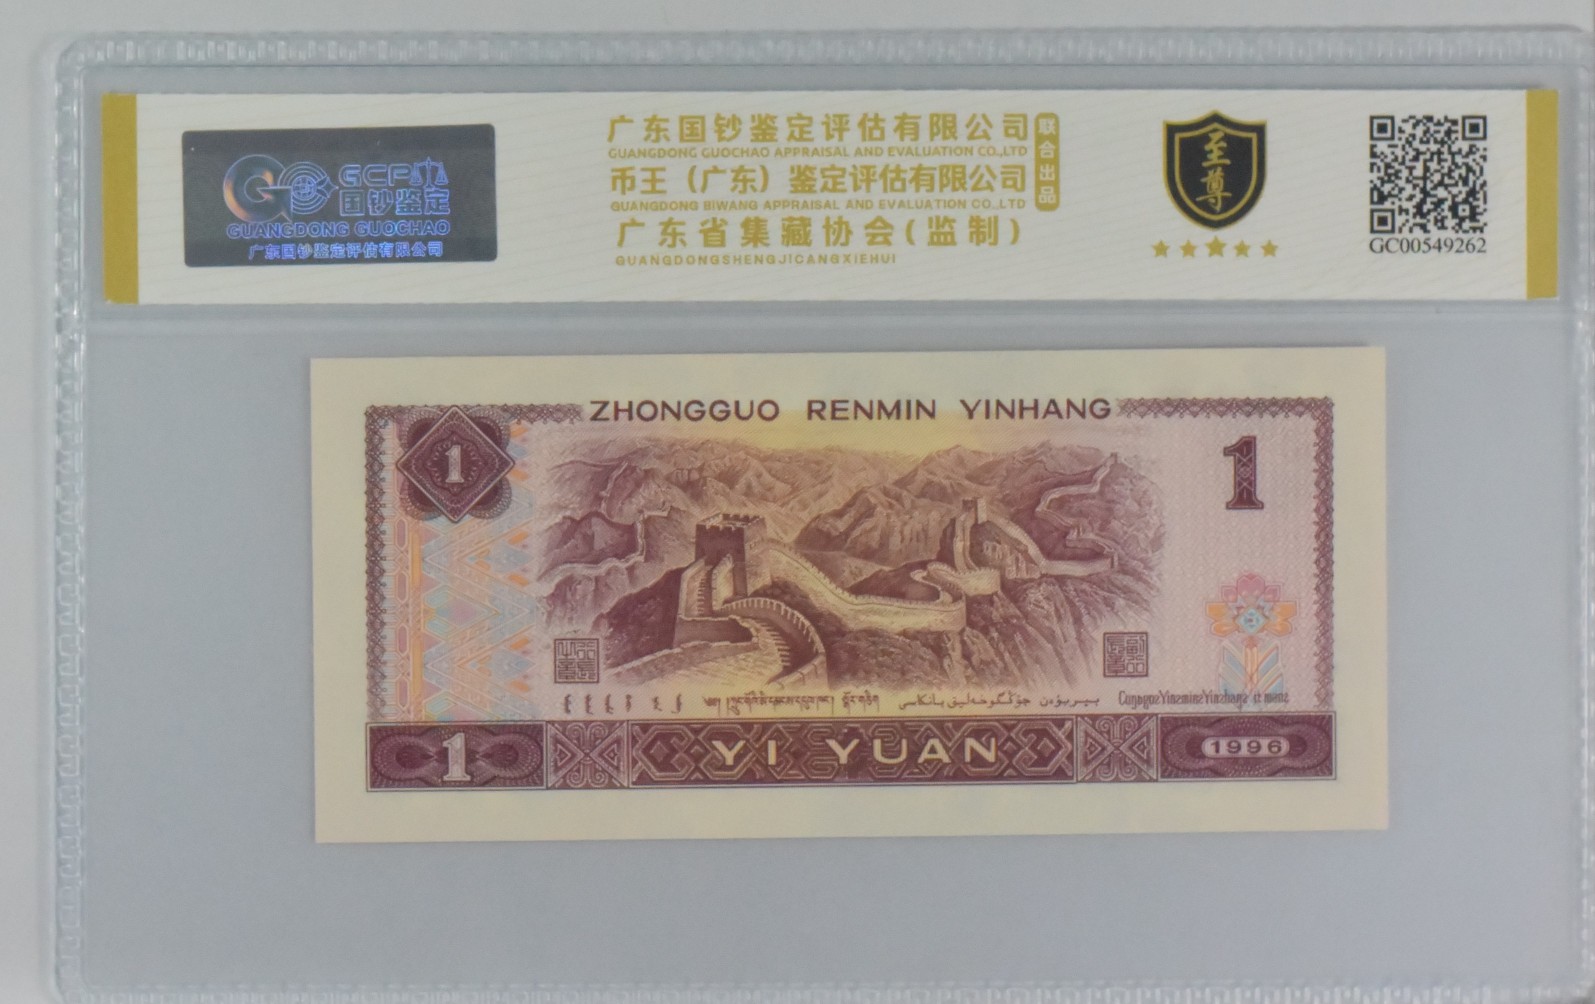 GCP
国钞鉴定
GUANGDONG GUOCHAO
广东国钞鉴定评估有限公司
广东国钞鉴定评估有限公司
GUANGDONG GUOCHAO APPRAISAL AND EVALUATION CO.,LTD
币王（广东）鉴定评估有限公司
GUANGDONG BIWANG APPRAISAL AND EVALUATION CO.,LTD
广东省集藏协会(监制)
GUANGDONGSHENGJICANGXIEHUI
联合出品
至尊
GC00549262
ZHONGGUO RENMIN YINHANG
1
1
1 YI YUAN 1996